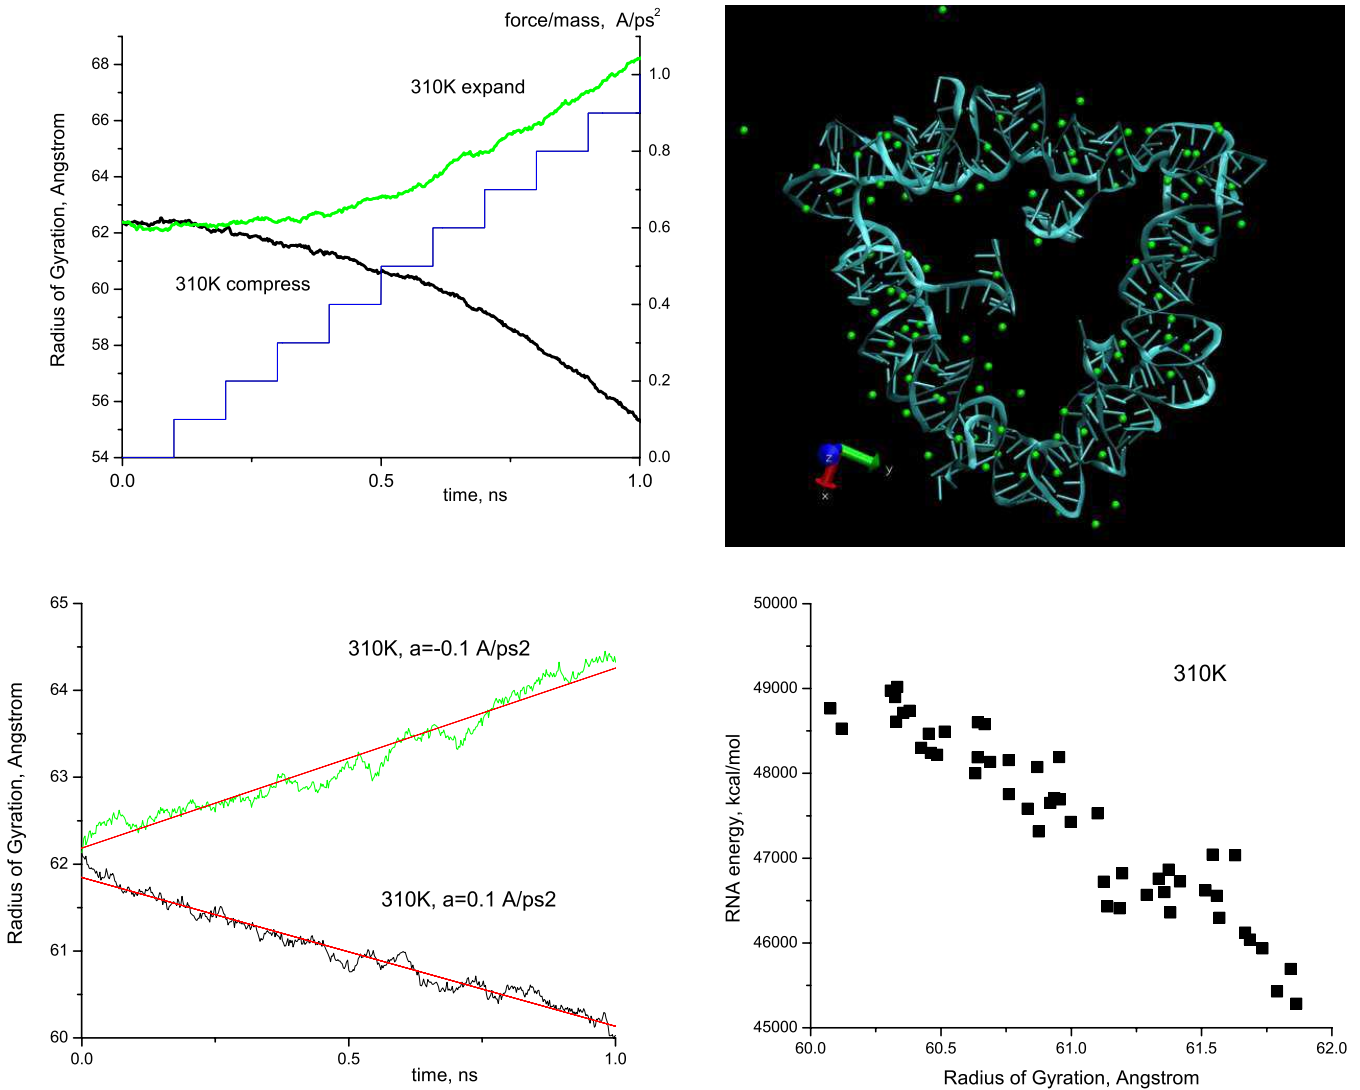 force/mass, A/ps2
68
66
64
62
60
58
56
54
Radius of Gyration, Angstrom
310K expand
310K compress
1.0
0.8
0.6
0.4
0.2
0.0
0.0
0.5
1.0
time, ns
z
y
x
65
64
63
62
61
60
Radius of Gyration, Angstrom
310K, a=-0.1 A/ps2
310K, a=0.1 A/ps2
0.0
0.5
1.0
time, ns
50000
49000
48000
47000
46000
45000
RNA energy, kcal/mol
310K
60.0
60.5
61.0
61.5
62.0
Radius of Gyration, Angstrom